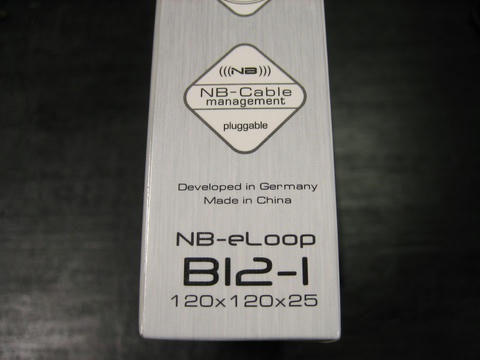 (((NB)))
NB-Cable
management
pluggable
Developed in Germany
Made in China
NB-eLoop
B12-1
120x120x25